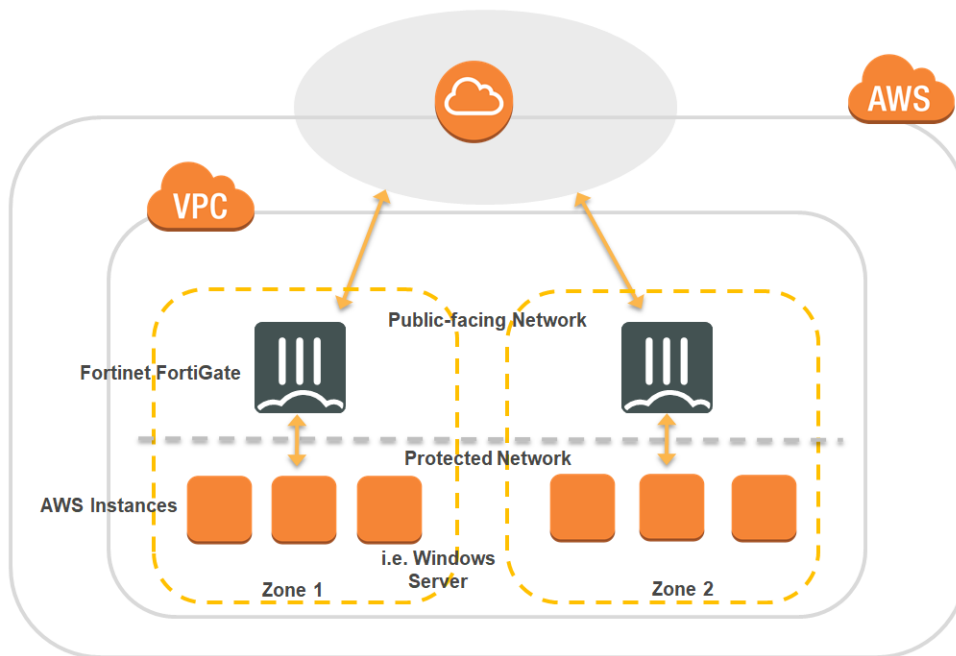 AWS
VPC
Public-facing Network
Fortinet FortiGate
Protected Network
AWS Instances
i.e. Windows
Server
Zone 1
Zone 2